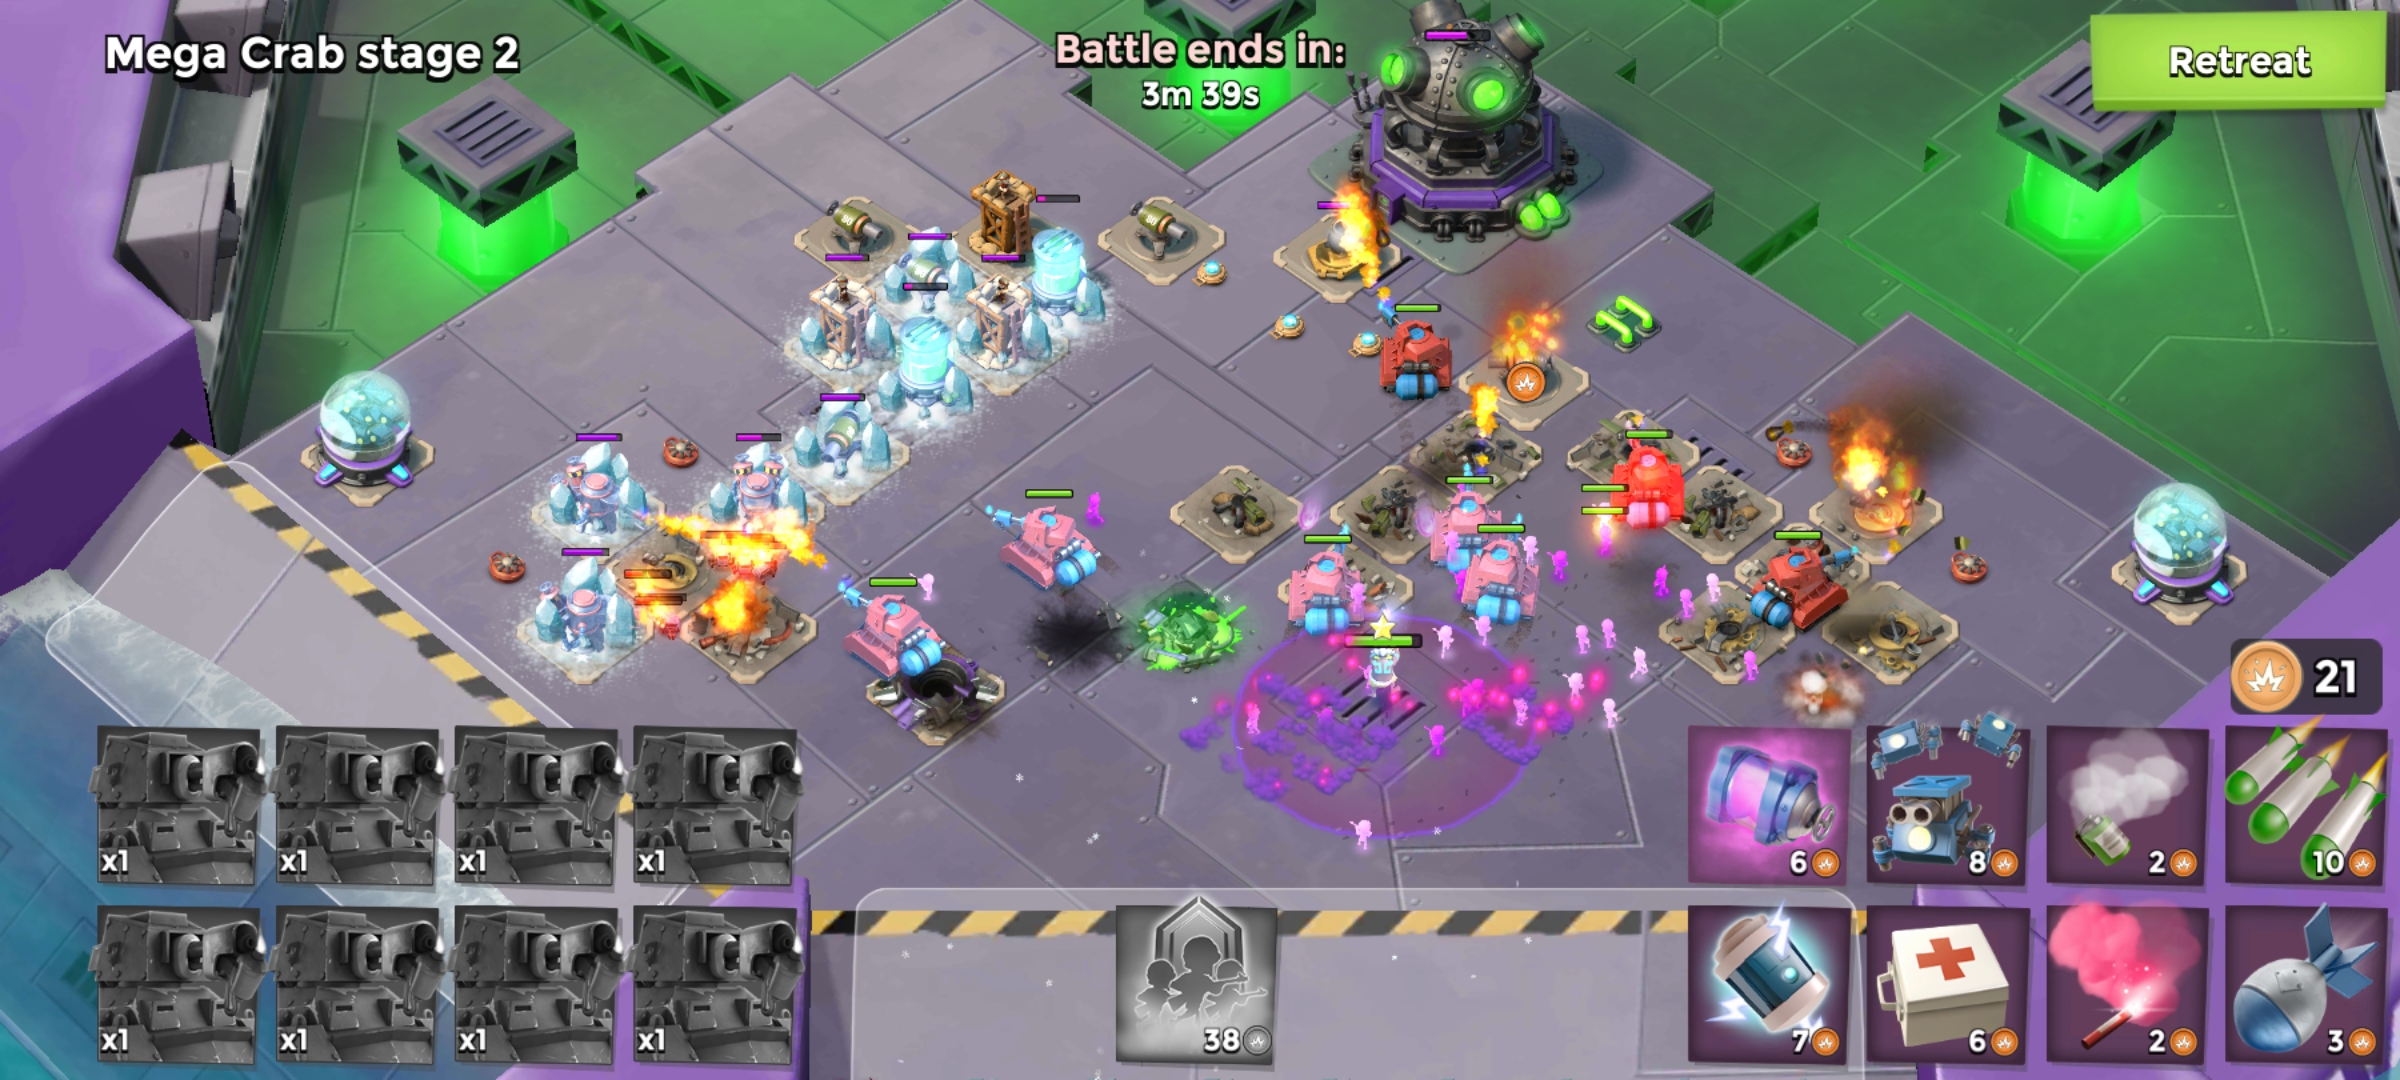 Mega Crab stage 2
Battle ends in:
3m 39s
Retreat
21
x1
x1
x1
x1
6
8
2
10
x1
x1
x1
x1
38
7
6
2
3